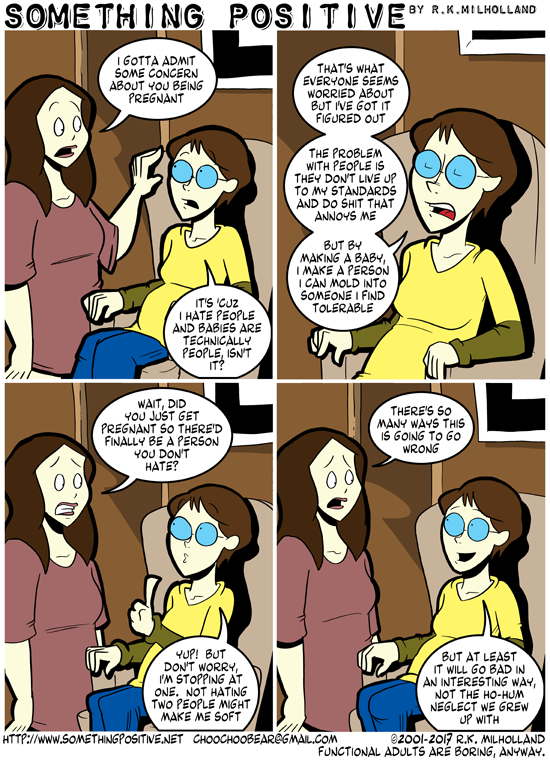 SOMETHING POSITIVE BY R.K.MILHOLLAND
I GOTTA ADMIT
SOME CONCERN
ABOUT YOU BEING
PREGNANT
IT'S 'CUZ
I HATE PEOPLE
AND BABIES ARE
TECHNICALLY
PEOPLE, ISN'T
IT?
THAT'S WHAT
EVERYONE SEEMS
WORRIED ABOUT
BUT I'VE GOT IT
FIGURED OUT
THE PROBLEM
WITH PEOPLE IS
THEY DON'T LIVE UP
TO MY STANDARDS
AND DO SHIT THAT
ANNOYS ME
BUT BY
MAKING A BABY,
I MAKE A PERSON
I CAN MOLD INTO
SOMEONE I FIND
TOLERABLE
WAIT, DID
YOU JUST GET
PREGNANT SO THERE'D
FINALLY BE A PERSON
YOU DON'T
HATE?
YUP! BUT
DON'T WORRY,
I'M STOPPING AT
ONE. NOT HATING
TWO PEOPLE MIGHT
MAKE ME SOFT
THERE'S SO
MANY WAYS THIS
IS GOING TO GO
WRONG
BUT AT LEAST
IT WILL GO BAD IN
AN INTERESTING WAY,
NOT THE HO-HUM
NEGLECT WE GREW
UP WITH
HTTP://WWW.SOMETHINGPOSITIVE.NET CHOOCHOOBEAR@GMAIL.COM ©2001-2017 R.K. MILHOLLAND
FUNCTIONAL ADULTS ARE BORING, ANYWAY.